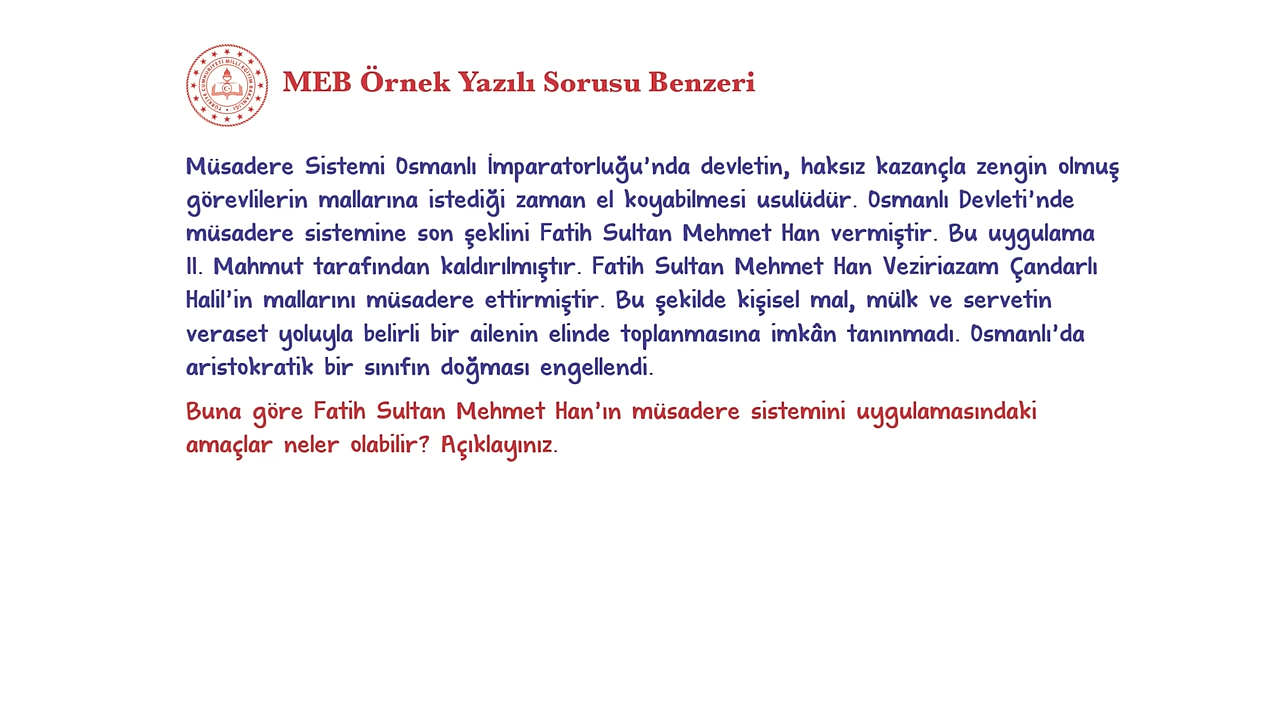 MEB Örnek Yazılı Sorusu Benzeri
Müsadere Sistemi Osmanlı İmparatorluğu'nda devletin, haksız kazançla zengin olmuş
görevlilerin mallarına istediği zaman el koyabilmesi usulüdür. Osmanlı Devleti'nde
müsadere sistemine son şeklini Fatih Sultan Mehmet Han vermiştir. Bu uygulama
II. Mahmut tarafından kaldırılmıştır. Fatih Sultan Mehmet Han Veziriazam Çandarlı
Halil'in mallarını müsadere ettirmiştir. Bu şekilde kişisel mal, mülk ve servetin
veraset yoluyla belirli bir ailenin elinde toplanmasına imkân tanınmadı. Osmanlı'da
aristokratik bir sınıfın doğması engellendi.
Buna göre Fatih Sultan Mehmet Han'ın müsadere sistemini uygulamasındaki
amaçlar neler olabilir? Açıklayınız.